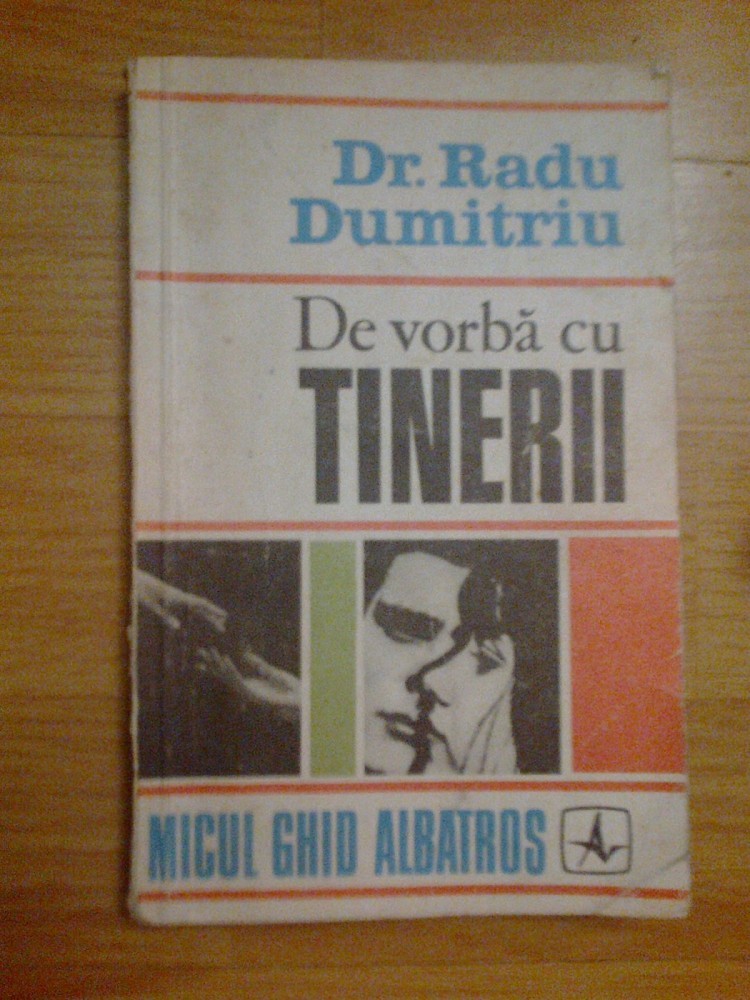 Dr. Radu
Dumitriu
De vorbă cu
TINERII
MICUL GHID ALBATROS
A